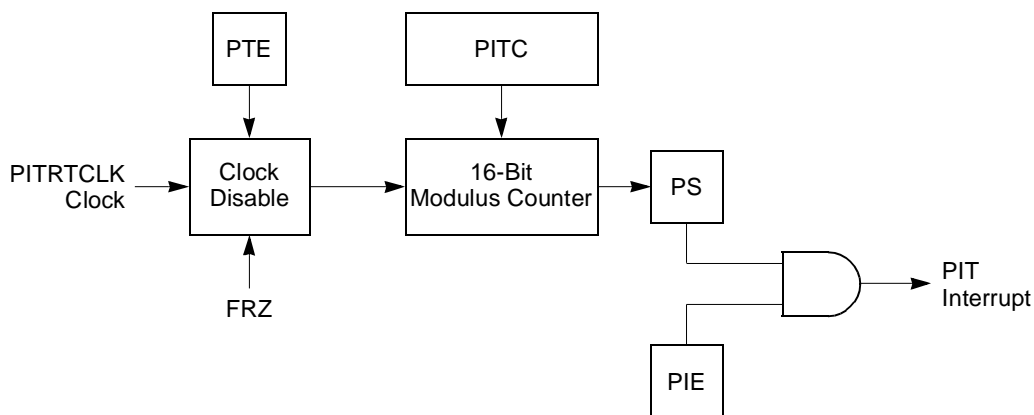 PTE
PITC
PITRTCLK
Clock
Clock
Disable
16-Bit
Modulus Counter
PS
FRZ
PIT
Interrupt
PIE